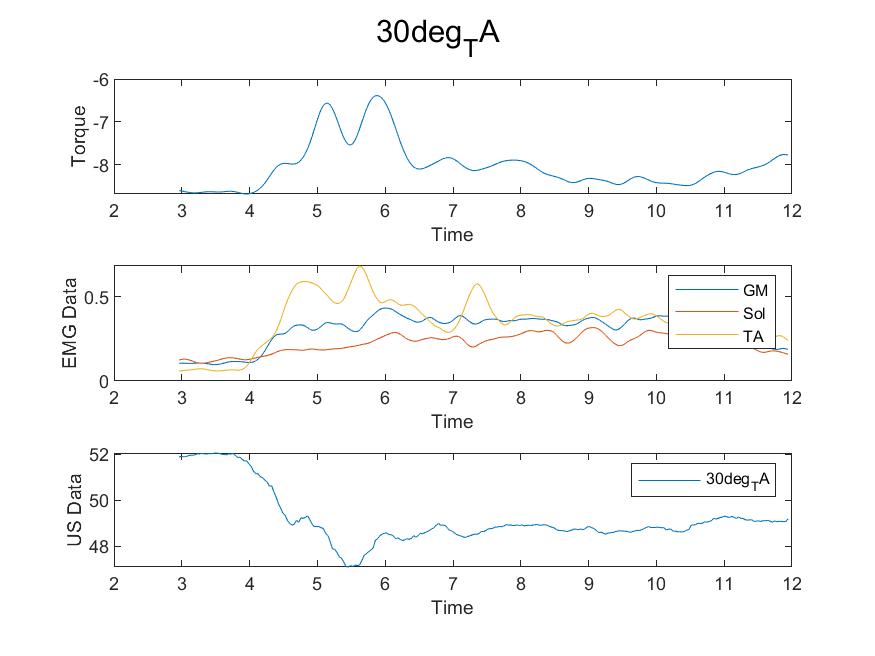 30deg_TA
-6
-7
-8
Torque
2 3 4 5 6 7 8 9 10 11 12
Time
0.5
0
EMG Data
GM
Sol
TA
2 3 4 5 6 7 8 9 10 11 12
Time
52
50
48
US Data
30deg_TA
2 3 4 5 6 7 8 9 10 11 12
Time